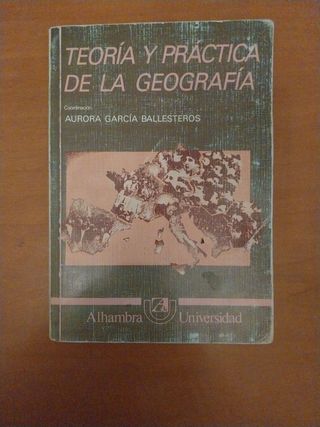 TEORÍA Y PRÁCTICA
DE LA GEOGRAFÍA
Coordinación:
AURORA GARCÍA BALLESTEROS
Alhambra Universidad